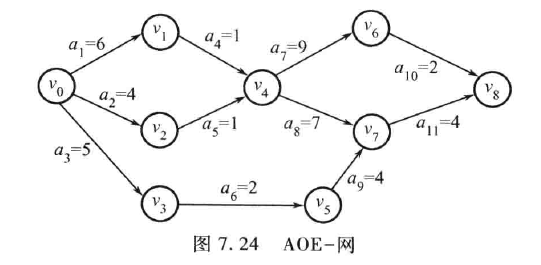 v6
v1
a7=9
a4=1
a1=6
a10=2
v0
v4
v8
a2=4
a8=7
a5=1
v7
a11=4
v2
a3=5
a9=4
a6=2
v3
v5
图 7.24 AOE-网